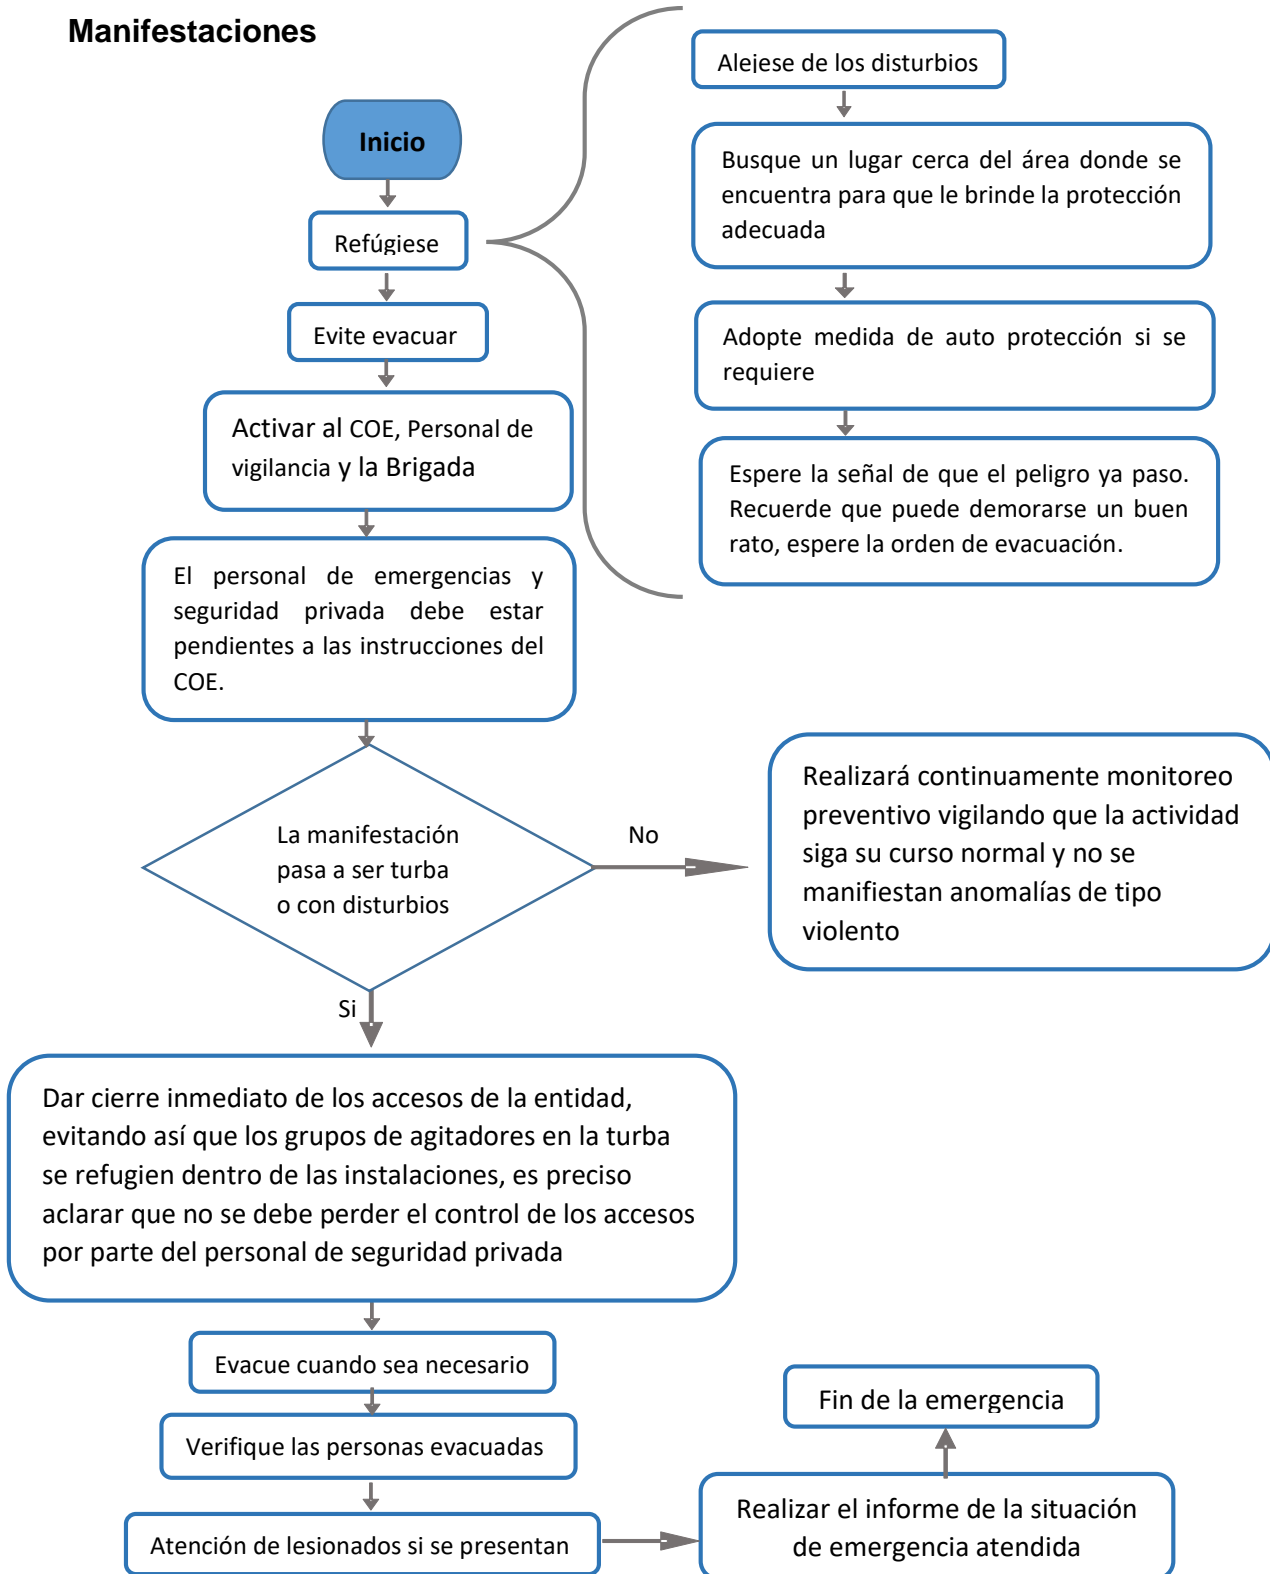 Manifestaciones
Inicio
Refúgiese
Evite evacuar
Activar al COE, Personal de
vigilancia y la Brigada
El personal de emergencias y
seguridad privada debe estar
pendientes a las instrucciones del
COE.
Alejese de los disturbios
Busque un lugar cerca del área donde se
encuentra para que le brinde la protección
adecuada
Adopte medida de auto protección si se
requiere
Espere la señal de que el peligro ya paso.
Recuerde que puede demorarse un buen
rato, espere la orden de evacuación.
La manifestación
pasa a ser turba
o con disturbios
No
Realizará continuamente monitoreo
preventivo vigilando que la actividad
siga su curso normal y no se
manifiestan anomalías de tipo
violento
Si
Dar cierre inmediato de los accesos de la entidad,
evitando así que los grupos de agitadores en la turba
se refugien dentro de las instalaciones, es preciso
aclarar que no se debe perder el control de los accesos
por parte del personal de seguridad privada
Evacue cuando sea necesario
Verifique las personas evacuadas
Atención de lesionados si se presentan
Realizar el informe de la situación
de emergencia atendida
Fin de la emergencia